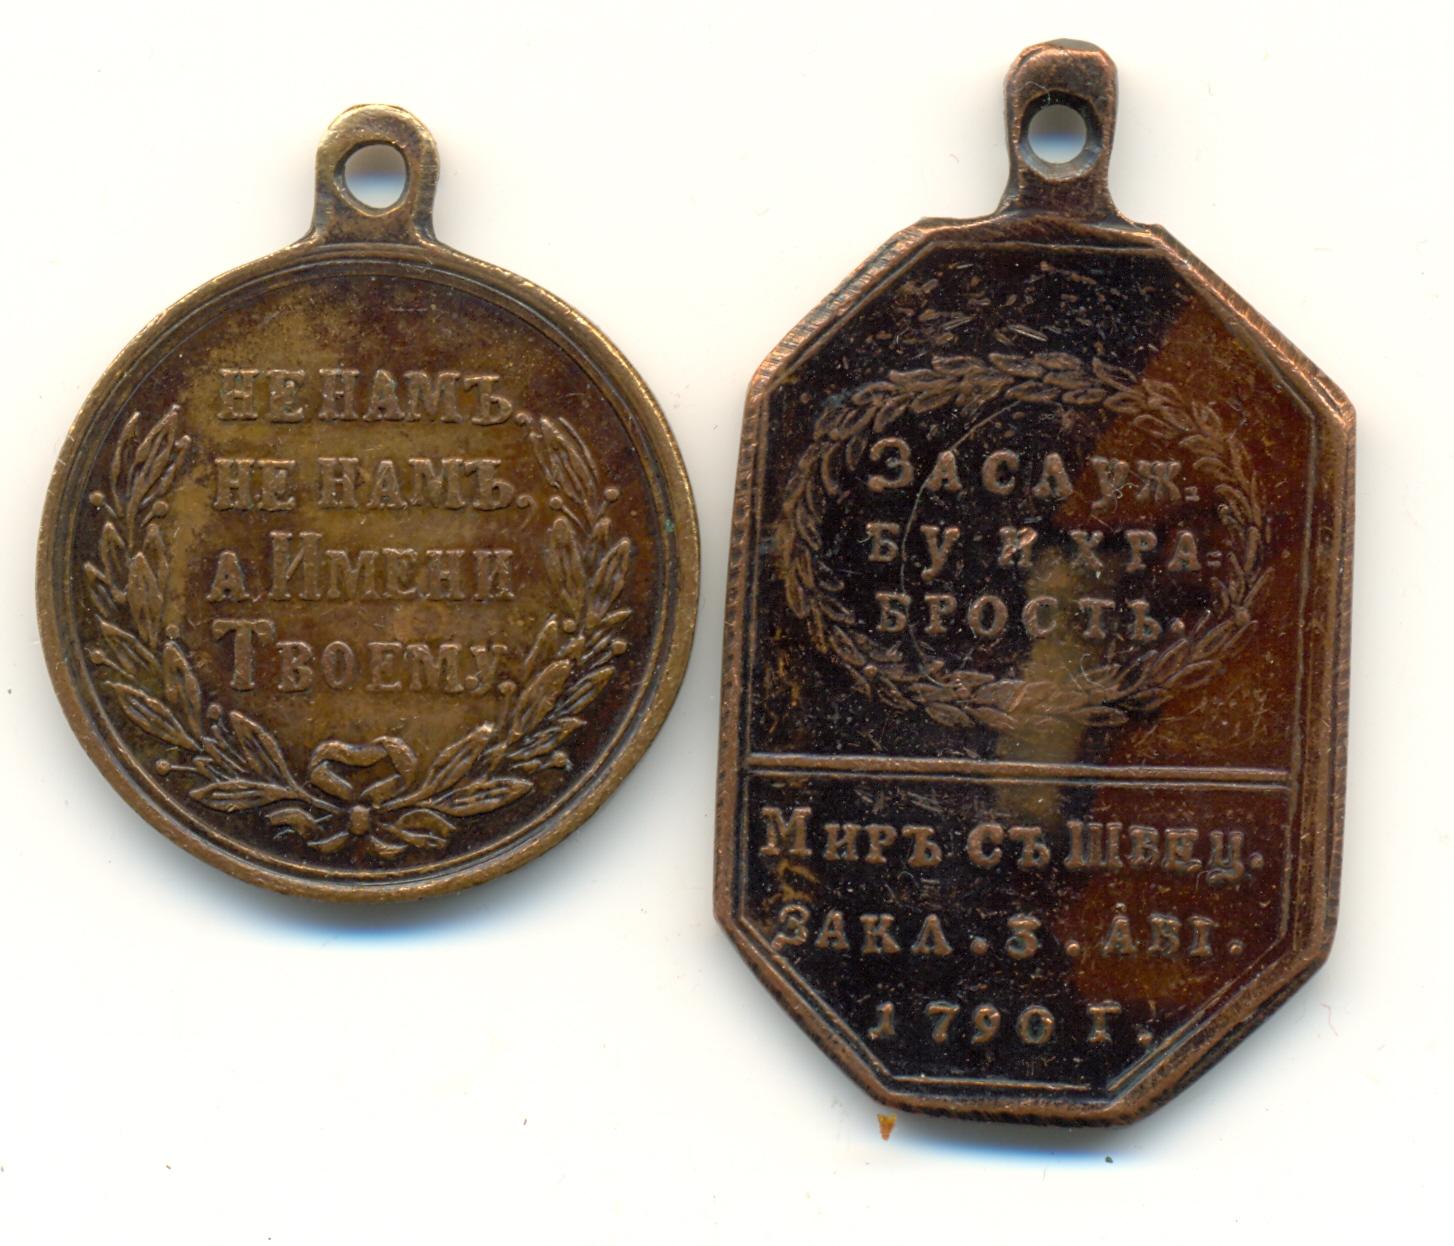 НЕ НАМЪ,
НЕ НАМЪ.
А ИМЕНИ
ТВОЕМУ.
ЗАСЛУЖ.
БУ И ХРА=
БРОСТЬ.
МИРЪ СЪ ШВЕЦ.
ЗАКЛ. 3. АВГ.
1790 Г.